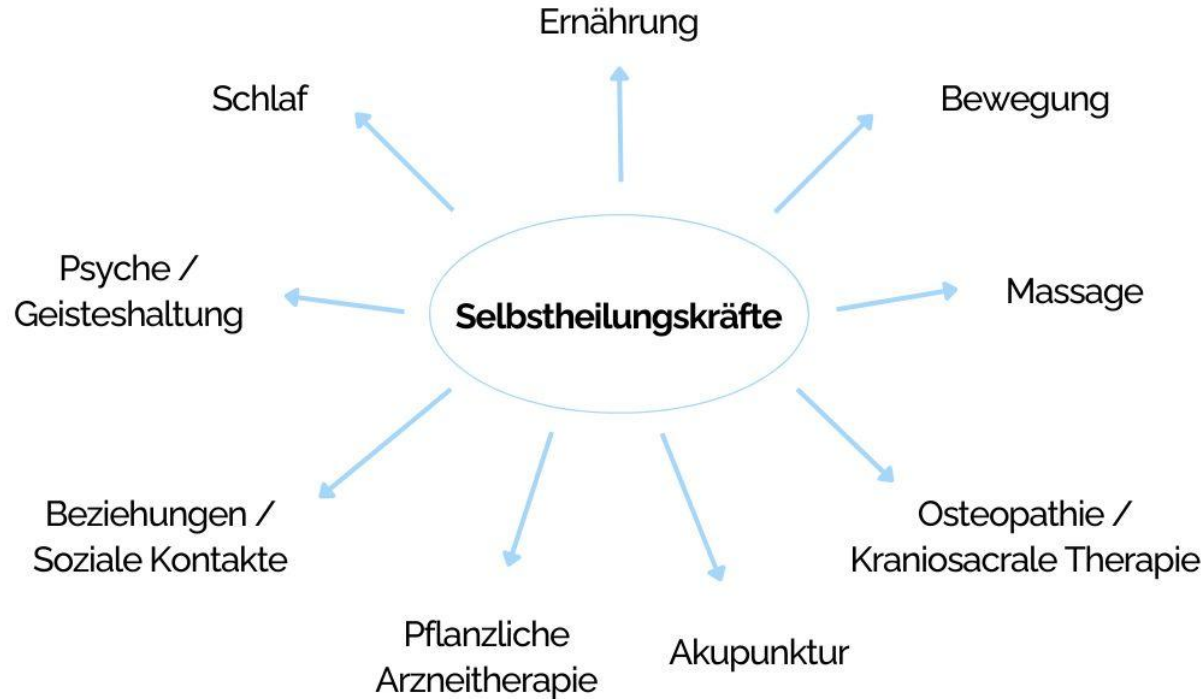 Ernährung
Schlaf
Bewegung
Psyche /
Geisteshaltung
Selbstheilungskräfte
Massage
Beziehungen /
Soziale Kontakte
Osteopathie /
Kraniosacrale Therapie
Pflanzliche
Arzneitherapie
Akupunktur